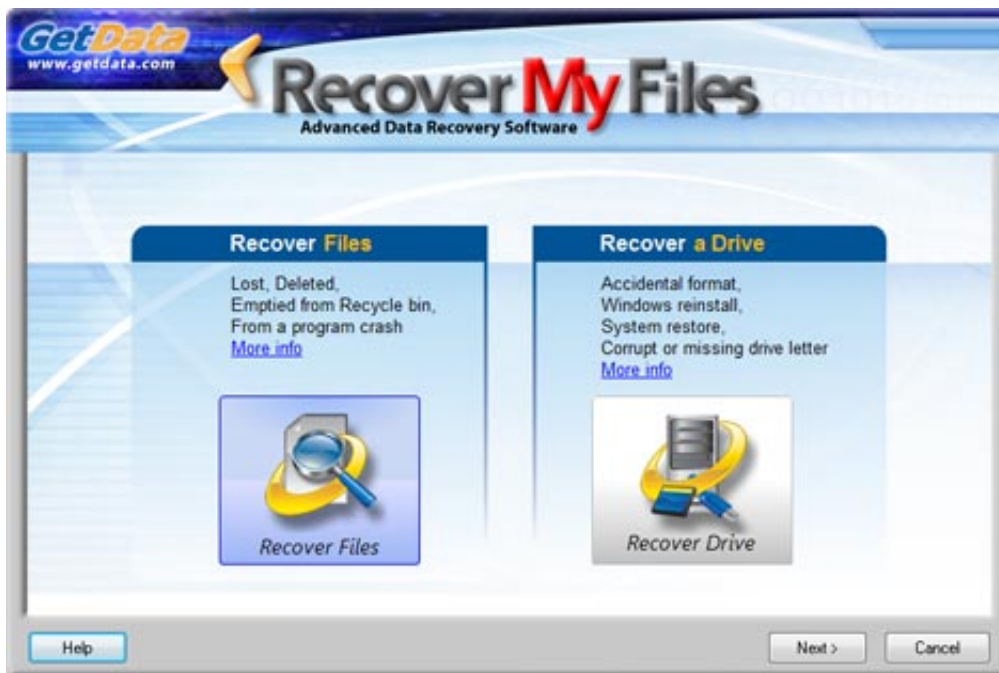 GetData
www.getdata.com
Recover My Files
Advanced Data Recovery Software
Recover Files
Lost, Deleted,
Emptied from Recycle bin,
From a program crash
More info
Recover Files
Recover a Drive
Accidental format,
Windows reinstall,
System restore,
Corrupt or missing drive letter
More info
Recover Drive
Help
Next >
Cancel